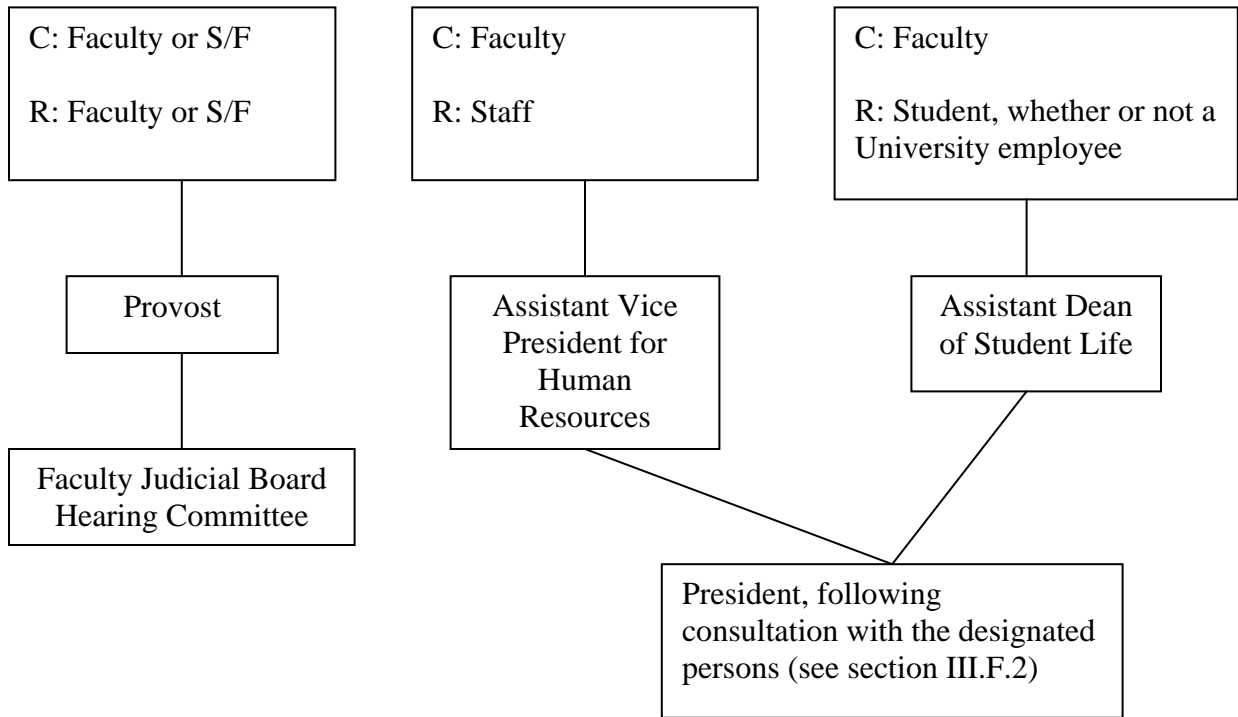 C: Faculty or S/F
R: Faculty or S/F
C: Faculty
R: Staff
C: Faculty
R: Student, whether or not a
University employee
Provost
Assistant Vice
President for
Human
Resources
Assistant Dean
of Student Life
Faculty Judicial Board
Hearing Committee
President, following
consultation with the designated
persons (see section III.F.2)